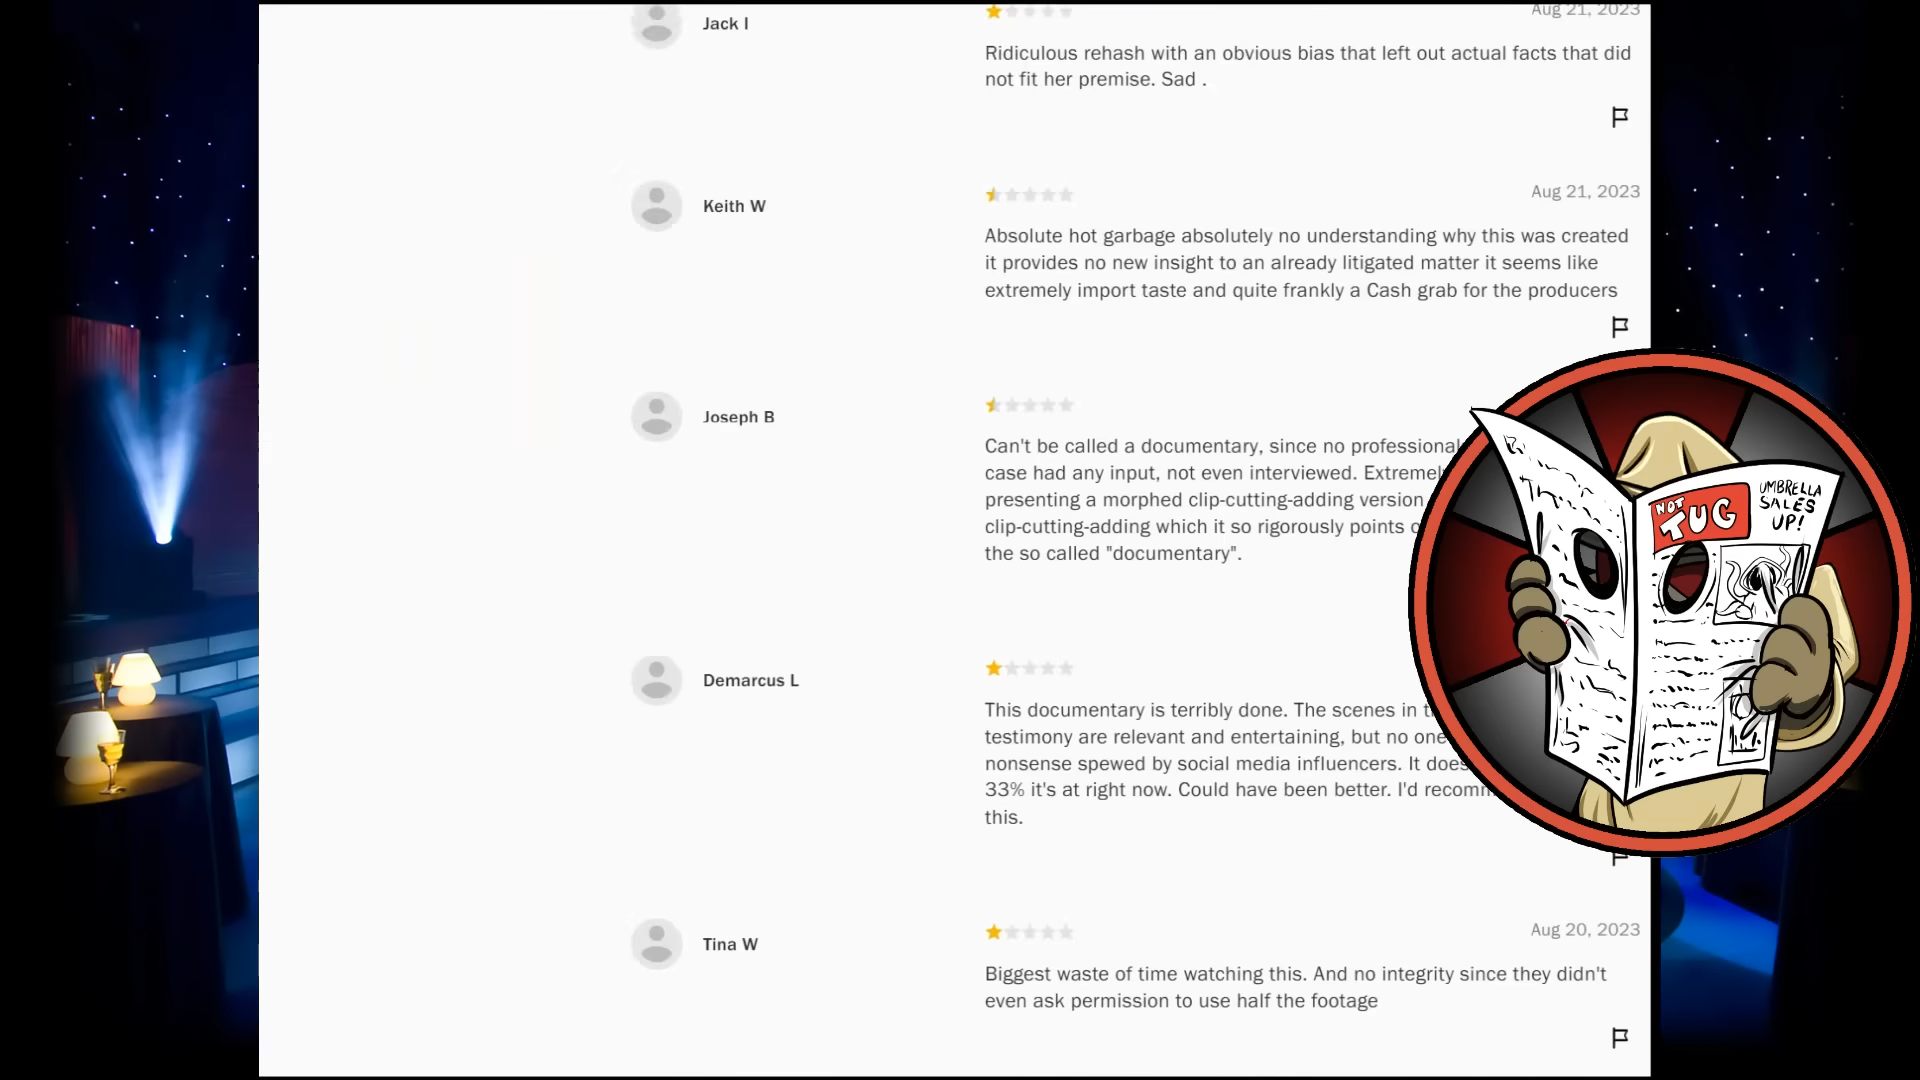 Jack I
Aug 21, 2023
Ridiculous rehash with an obvious bias that left out actual facts that did
not fit her premise. Sad .
Keith W
Aug 21, 2023
Absolute hot garbage absolutely no understanding why this was created
it provides no new insight to an already litigated matter it seems like
extremely import taste and quite frankly a Cash grab for the producers
Joseph B
Can't be called a documentary, since no professional
case had any input, not even interviewed.
presenting a morphed clip-cutting-adding version
clip-cutting-adding which it so rigorously points
the so called "documentary".
Demarcus L
This documentary is terribly done. The scenes in
testimony are relevant and entertaining, but no one
nonsense spewed by social media influencers. It
33% it's at right now. Could have been better. I'd
this.
Tina W
Aug 20, 2023
Biggest waste of time watching this. And no integrity since they didn't
even ask permission to use half the footage
NOT
TUG
UMBRELLA
SALES
UP!